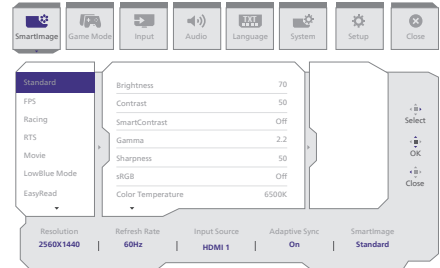 SmartImage Game Mode Input Audio Language System Setup Close
TXT
Standard
FPS
Racing
RTS
Movie
LowBlue Mode
EasyRead
Brightness 70
Contrast 50
SmartContrast Off
Gamma 2.2
Sharpness 50
sRGB Off
Color Temperature 6500K
Select
OK
Close
Resolution Refresh Rate Input Source Adaptive Sync SmartImage
2560X1440 | 60Hz | HDMI 1 | On | Standard